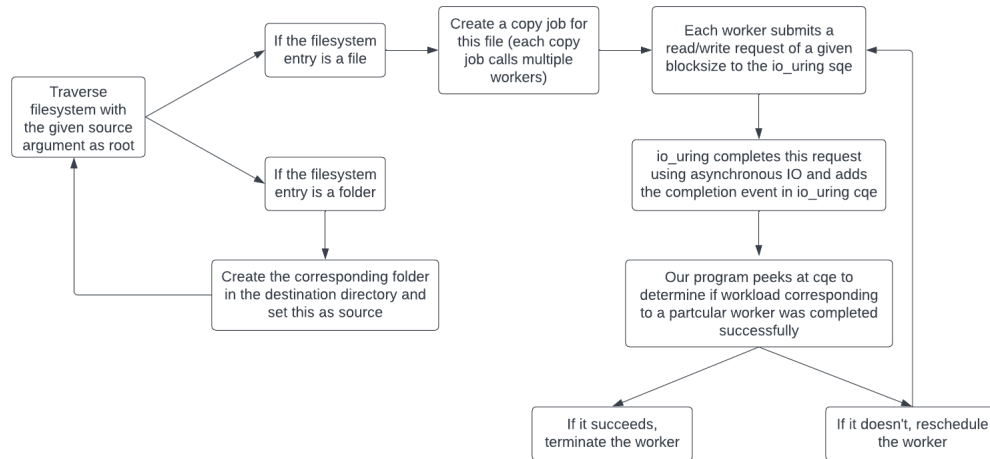 If the filesystem
entry is a file
Create a copy job for
this file (each copy
job calls multiple
workers)
Each worker submits a
read/write request of a given
blocksize to the io_uring sqe
Traverse
filesystem with
the given source
argument as root
If the filesystem
entry is a folder
io_uring completes this request
using asynchronous IO and adds
the completion event in io_uring cqe
Create the corresponding folder
in the destination directory and
set this as source
Our program peeks at cqe to
determine if workload corresponding
to a partcular worker was completed
successfully
If it succeeds,
terminate the worker
If it doesn't, reschedule
the worker